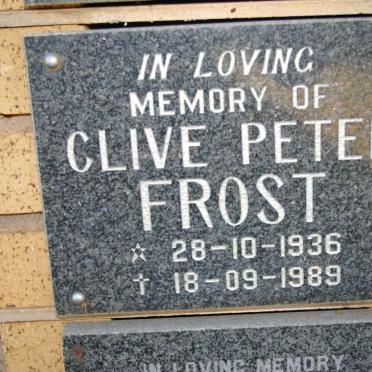 IN LOVING
MEMORY OF
CLIVE PETE
FROST
☆ 28-10-1936
† 18-09-1989
IN LOVING MEMORY